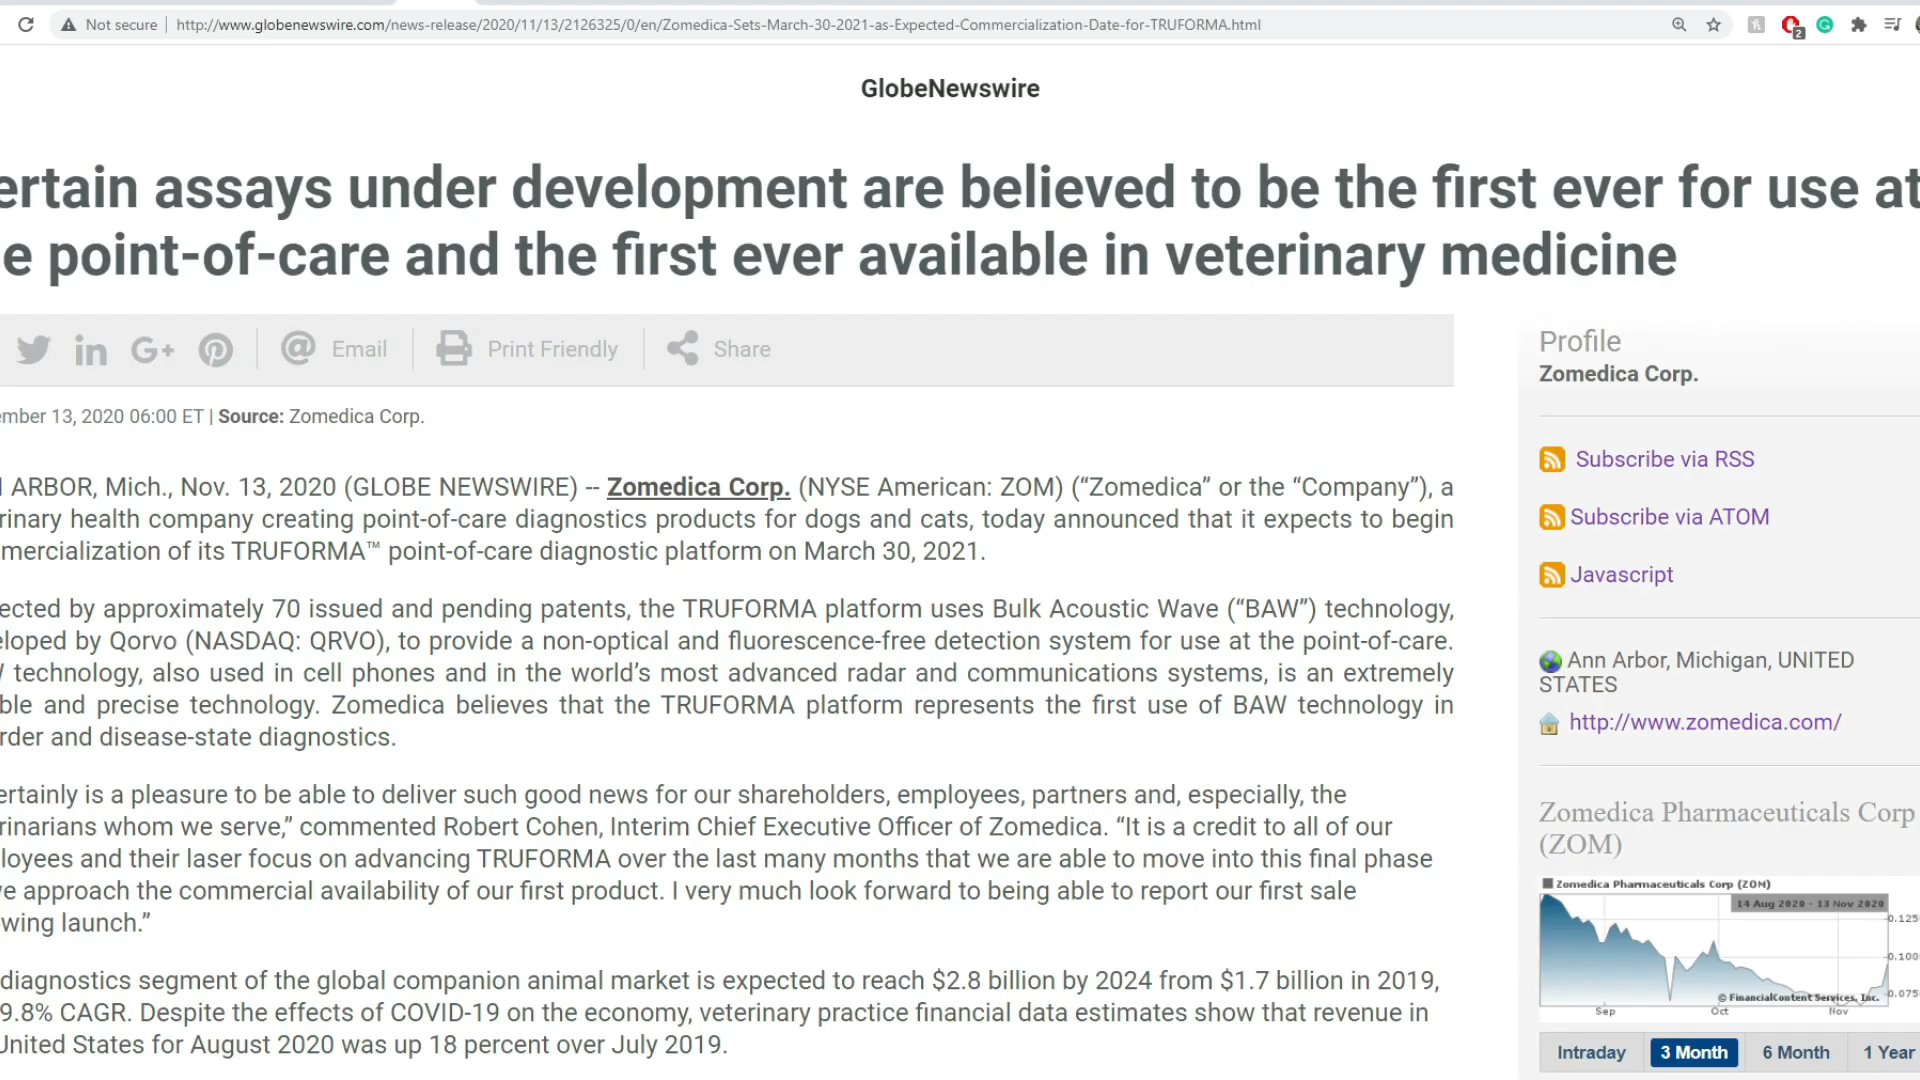 Not secure
http://www.globenewswire.com/news-release/2020/11/13/2126325/0/en/Zomedica-Sets-March-30-2021-as-Expected-Commercialization-Date-for-TRUFORMA.html
2
GlobeNewswire
ertain assays under development are believed to be the first ever for use at
e point-of-care and the first ever available in veterinary medicine
Email
Print Friendly
Share
mber 13, 2020 06:00 ET | Source: Zomedica Corp.
ARBOR, Mich., Nov. 13, 2020 (GLOBE NEWSWIRE) -- Zomedica Corp. (NYSE American: ZOM) (“Zomedica” or the “Company”), a
rinary health company creating point-of-care diagnostics products for dogs and cats, today announced that it expects to begin
mercialization of its TRUFORMA™ point-of-care diagnostic platform on March 30, 2021.
ected by approximately 70 issued and pending patents, the TRUFORMA platform uses Bulk Acoustic Wave (“BAW”) technology,
eloped by Qorvo (NASDAQ: QRVO), to provide a non-optical and fluorescence-free detection system for use at the point-of-care.
technology, also used in cell phones and in the world’s most advanced radar and communications systems, is an extremely
ble and precise technology. Zomedica believes that the TRUFORMA platform represents the first use of BAW technology in
rder and disease-state diagnostics.
ertainly is a pleasure to be able to deliver such good news for our shareholders, employees, partners and, especially, the
rinarians whom we serve,” commented Robert Cohen, Interim Chief Executive Officer of Zomedica. “It is a credit to all of our
loyees and their laser focus on advancing TRUFORMA over the last many months that we are able to move into this final phase
ve approach the commercial availability of our first product. I very much look forward to being able to report our first sale
wing launch.”
diagnostics segment of the global companion animal market is expected to reach $2.8 billion by 2024 from $1.7 billion in 2019,
9.8% CAGR. Despite the effects of COVID-19 on the economy, veterinary practice financial data estimates show that revenue in
United States for August 2020 was up 18 percent over July 2019.
Profile
Zomedica Corp.
Subscribe via RSS
Subscribe via ATOM
Javascript
Ann Arbor, Michigan, UNITED
STATES
http://www.zomedica.com/
Zomedica Pharmaceuticals Corp
(ZOM)
Zomedica Pharmaceuticals Corp (ZOM)
14 Aug 2020 - 13 Nov 2020
0.125
0.100
0.075
© FinancialContent Services, Inc.
Sep Oct Nov
Intraday 3 Month 6 Month 1 Year